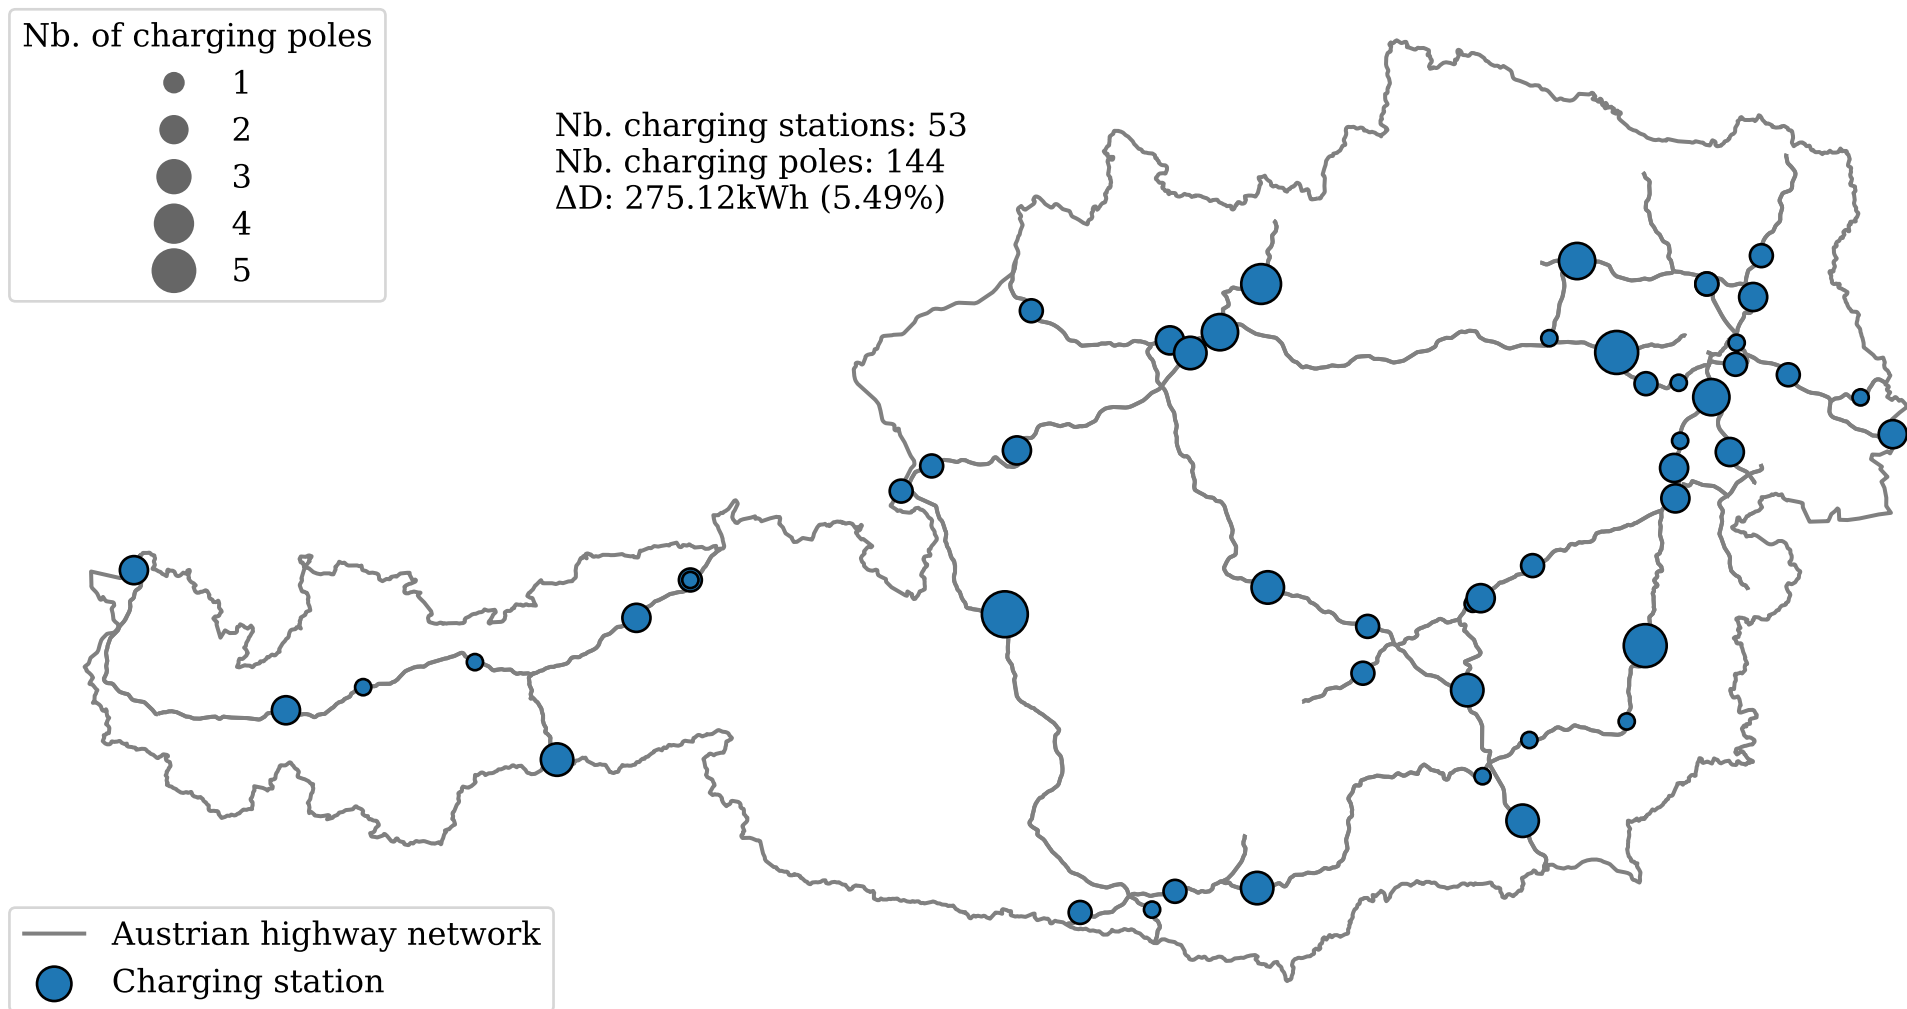 Nb. of charging poles
1
2
3
4
5
Nb. charging stations: 53
Nb. charging poles: 144
ΔD: 275.12kWh (5.49%)
Austrian highway network
Charging station